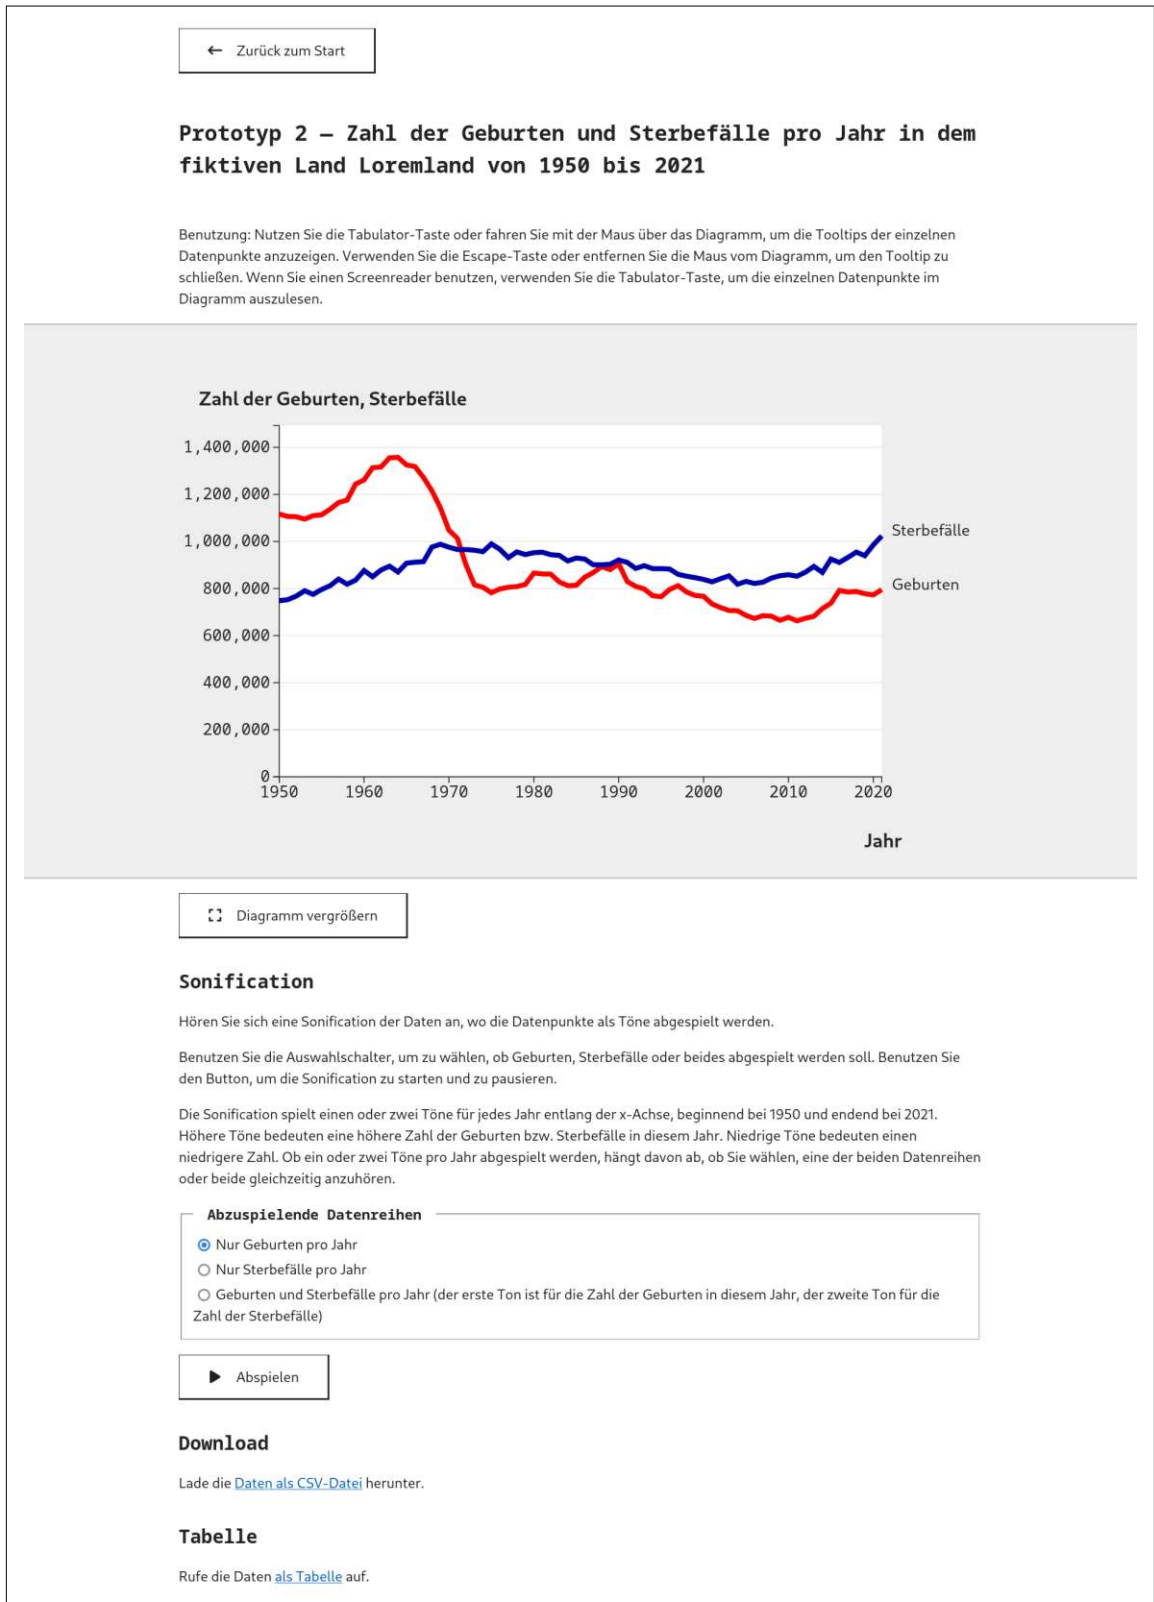 Zurück zum Start
Prototyp 2 – Zahl der Geburten und Sterbefälle pro Jahr in dem
fiktiven Land Loremland von 1950 bis 2021
Benutzung: Nutzen Sie die Tabulator-Taste oder fahren Sie mit der Maus über das Diagramm, um die Tooltips der einzelnen
Datenpunkte anzuzeigen. Verwenden Sie die Escape-Taste oder entfernen Sie die Maus vom Diagramm, um den Tooltip zu
schließen. Wenn Sie einen Screenreader benutzen, verwenden Sie die Tabulator-Taste, um die einzelnen Datenpunkte im
Diagramm auszulesen.
Zahl der Geburten, Sterbefälle
1,400,000
1,200,000
1,000,000
800,000
600,000
400,000
200,000
0
Sterbefälle
Geburten
1950 1960 1970 1980 1990 2000 2010 2020
Jahr
Diagramm vergrößern
Sonification
Hören Sie sich eine Sonification der Daten an, wo die Datenpunkte als Töne abgespielt werden.
Benutzen Sie die Auswahlschalter, um zu wählen, ob Geburten, Sterbefälle oder beides abgespielt werden soll. Benutzen Sie
den Button, um die Sonification zu starten und zu pausieren.
Die Sonification spielt einen oder zwei Töne für jedes Jahr entlang der x-Achse, beginnend bei 1950 und endend bei 2021.
Höhere Töne bedeuten eine höhere Zahl der Geburten bzw. Sterbefälle in diesem Jahr. Niedrige Töne bedeuten einen
niedrigere Zahl. Ob ein oder zwei Töne pro Jahr abgespielt werden, hängt davon ab, ob Sie wählen, eine der beiden Datenreihen
oder beide gleichzeitig anzuhören.
Abzuspielende Datenreihen
Nur Geburten pro Jahr
Nur Sterbefälle pro Jahr
Geburten und Sterbefälle pro Jahr (der erste Ton ist für die Zahl der Geburten in diesem Jahr, der zweite Ton für die
Zahl der Sterbefälle)
Abspielen
Download
Lade die Daten als CSV-Datei herunter.
Tabelle
Rufe die Daten als Tabelle auf.